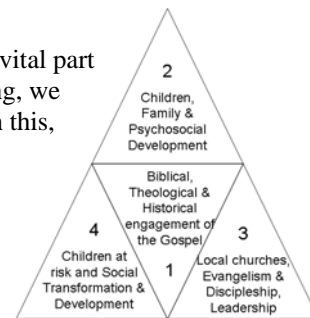 vital part
ng, we
this,
2
Children,
Family &
Psychosocial
Development
Biblical,
Theological &
Historical
engagement of
the Gospel
1
4
Children at
risk and Social
Transformation &
Development
3
Local churches,
Evangelism &
Discipleship,
Leadership